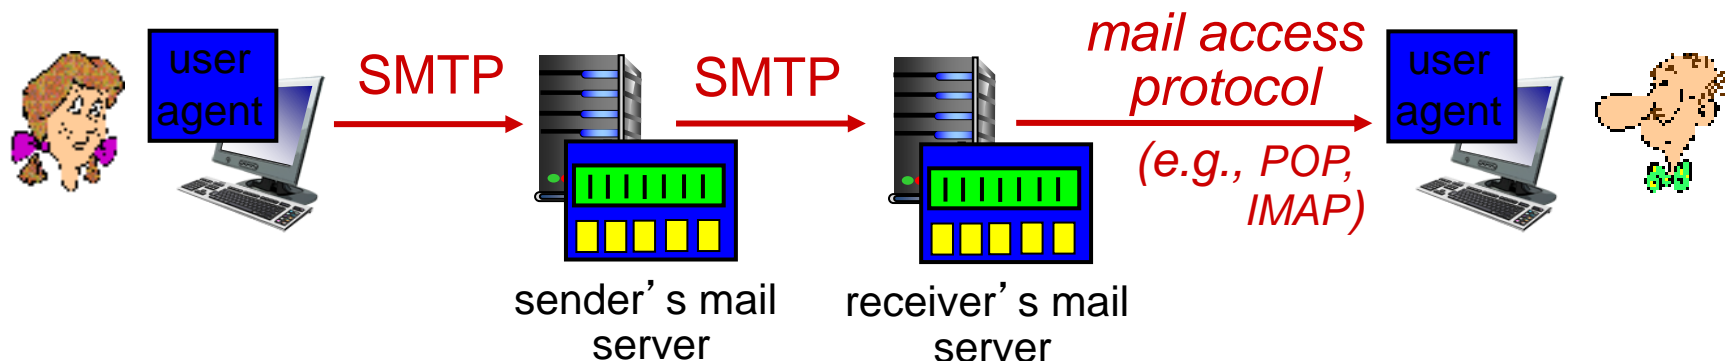 user
agent
SMTP
SMTP
mail access
protocol
(e.g., POP,
IMAP)
user
agent
sender’s mail
server
receiver’s mail
server